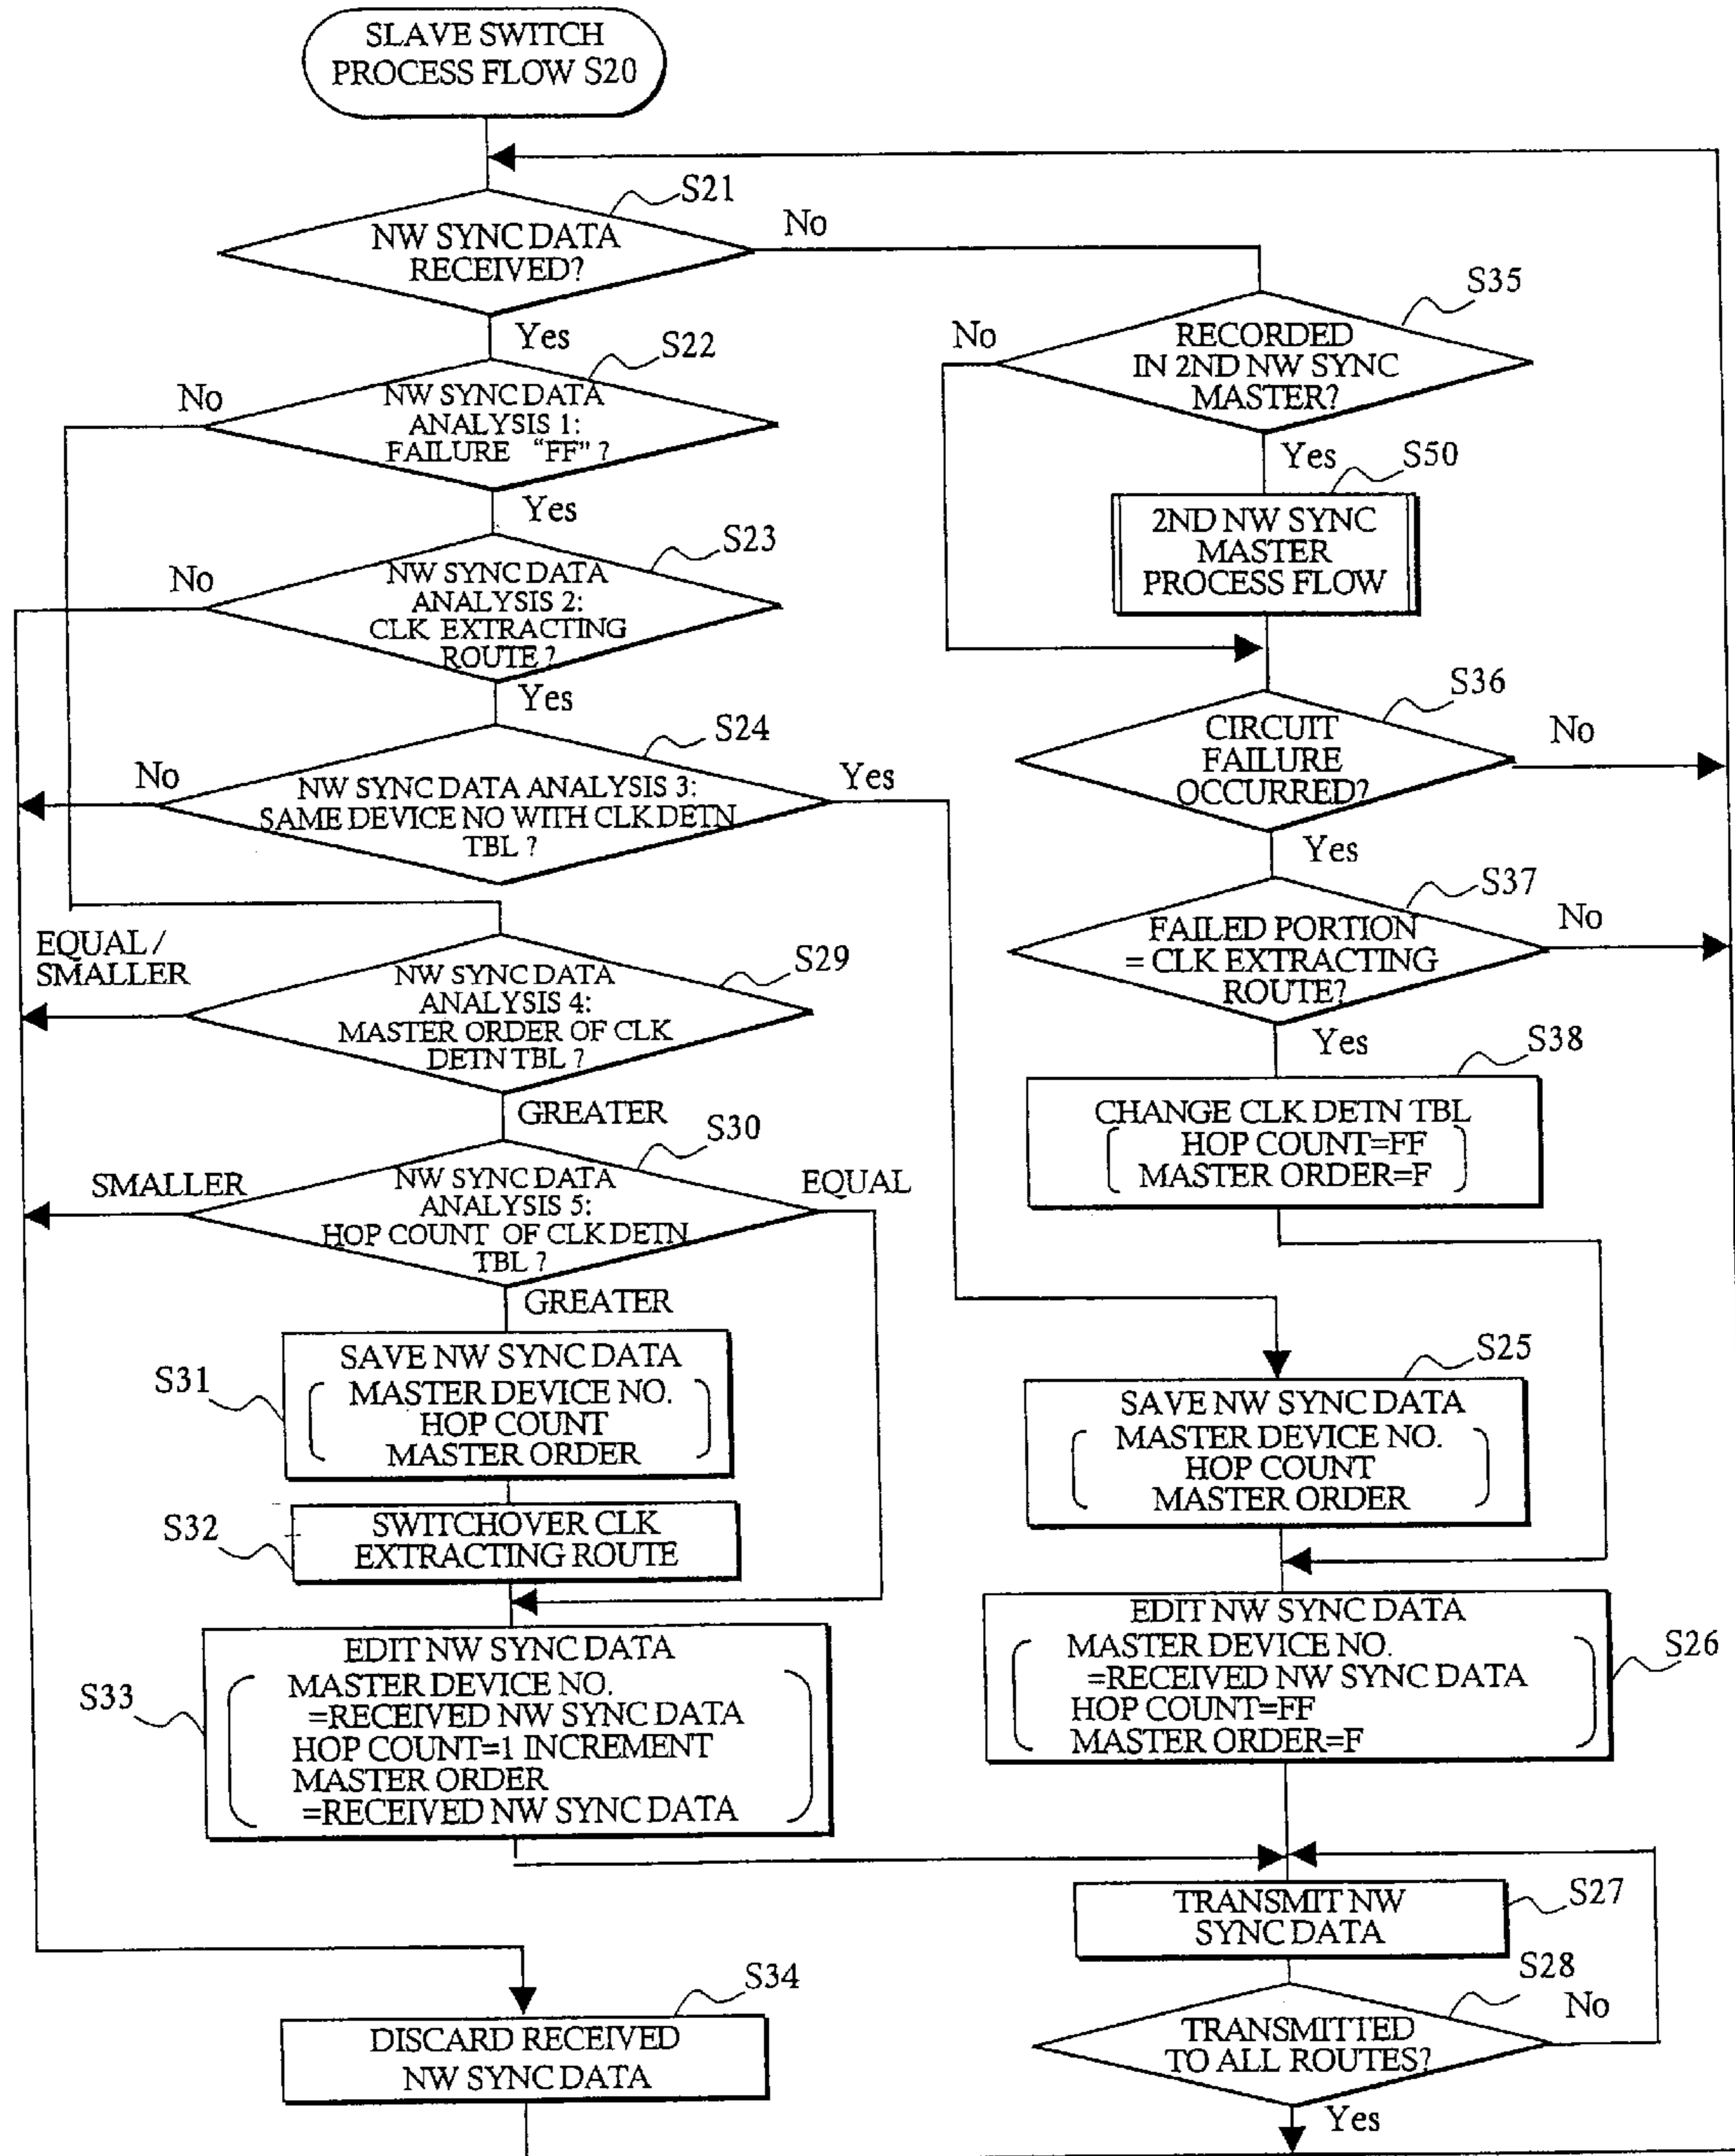 SLAVE SWITCH
PROCESS FLOW S20
S21
NW SYNC DATA
RECEIVED?
No
Yes
S22
NW SYNC DATA
ANALYSIS 1:
FAILURE "FF" ?
No
Yes
S23
NW SYNC DATA
ANALYSIS 2:
CLK EXTRACTING
ROUTE ?
No
Yes
S24
NW SYNC DATA ANALYSIS 3:
SAME DEVICE NO WITH CLK DETN
TBL ?
No
Yes
EQUAL /
SMALLER
S29
NW SYNC DATA
ANALYSIS 4:
MASTER ORDER OF CLK
DETN TBL ?
GREATER
S30
NW SYNC DATA
ANALYSIS 5:
HOP COUNT OF CLK DETN
TBL ?
SMALLER
EQUAL
GREATER
S31
SAVE NW SYNC DATA
MASTER DEVICE NO.
HOP COUNT
MASTER ORDER
S32
SWITCHOVER CLK
EXTRACTING ROUTE
S33
EDIT NW SYNC DATA
MASTER DEVICE NO.
=RECEIVED NW SYNC DATA
HOP COUNT=1 INCREMENT
MASTER ORDER
=RECEIVED NW SYNC DATA
S34
DISCARD RECEIVED
NW SYNC DATA
S35
RECORDED
IN 2ND NW SYNC
MASTER?
No
Yes
S50
2ND NW SYNC
MASTER
PROCESS FLOW
S36
CIRCUIT
FAILURE
OCCURRED?
No
Yes
S37
FAILED PORTION
= CLK EXTRACTING
ROUTE?
No
Yes
S38
CHANGE CLK DETN TBL
HOP COUNT=FF
MASTER ORDER=F
S25
SAVE NW SYNC DATA
MASTER DEVICE NO.
HOP COUNT
MASTER ORDER
S26
EDIT NW SYNC DATA
MASTER DEVICE NO.
=RECEIVED NW SYNC DATA
HOP COUNT=FF
MASTER ORDER=F
S27
TRANSMIT NW
SYNC DATA
S28
TRANSMITTED
TO ALL ROUTES?
No
Yes